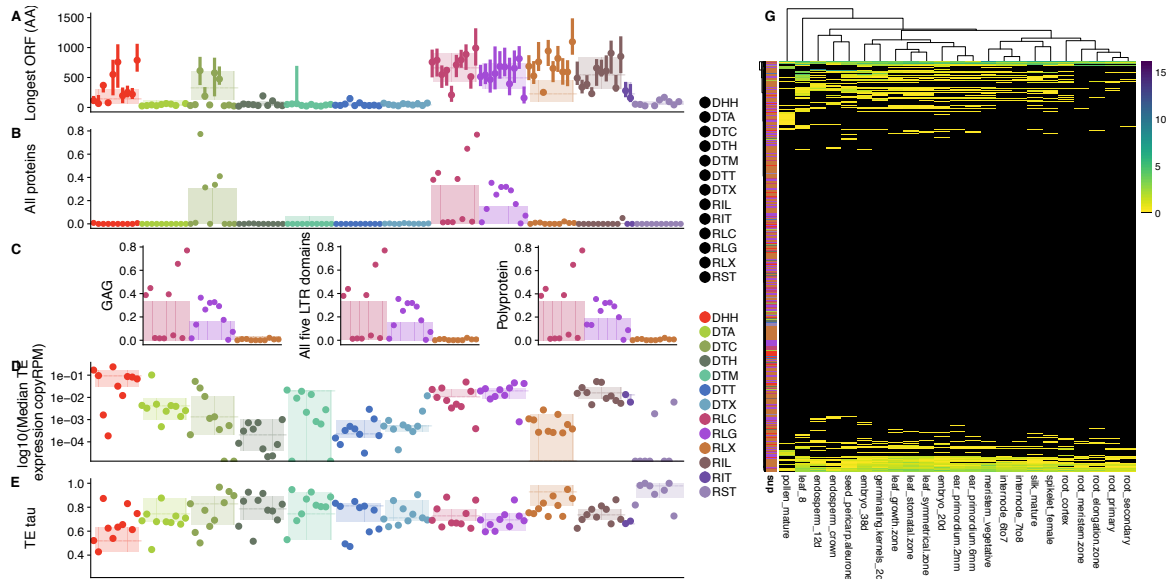 A
Longest ORF (AA)
1500
1000
500
0
B
All proteins
0.8
0.4
0.2
0.0
C
GAG
0.8
0.6
0.4
0.2
0.0
All five LTR domains
0.8
0.6
0.4
0.2
0.0
Polyprotein
0.8
0.6
0.4
0.2
0.0
D
log10(Median TE
expression copyRPM)
1e−01
1e−02
1e−03
1e−04
E
TE tau
1.0
0.8
0.6
0.4
DHH
DTA
DTC
DTH
DTM
DTT
DTX
RIL
RIT
RLC
RLG
RLX
RST
DHH
DTA
DTC
DTH
DTM
DTT
DTX
RLC
RLG
RLX
RIL
RIT
RST
G
15
10
5
0
sup
pollen_mature
leaf_8
endosperm_12d
endosperm_crown
seed_pericarp.aleurone
embryo_38d
germinating.kernels_2d
leaf_growth.zone
leaf_stomatal.zone
leaf_symmetrical.zone
embryo_20d
ear_primordium.2mm
ear_primordium.6mm
meristem_vegetative
internode_6to7
internode_7to8
silk_mature
spikelet_female
root_cortex
root_meristem.zone
root_elongation.zone
root_primary
root_secondary